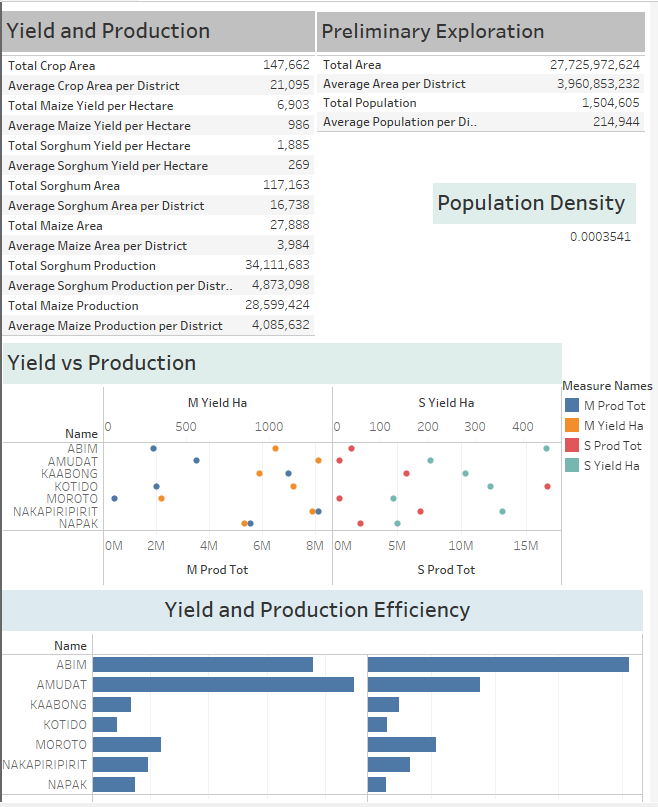 Yield and Production
Total Crop Area 147,662
Average Crop Area per District 21,095
Total Maize Yield per Hectare 6,903
Average Maize Yield per Hectare 986
Total Sorghum Yield per Hectare 1,885
Average Sorghum Yield per Hectare 269
Total Sorghum Area 117,163
Average Sorghum Area per District 16,738
Total Maize Area 27,888
Average Maize Area per District 3,984
Total Sorghum Production 34,111,683
Average Sorghum Production per Distr.. 4,873,098
Total Maize Production 28,599,424
Average Maize Production per District 4,085,632
Preliminary Exploration
Total Area 27,725,972,624
Average Area per District 3,960,853,232
Total Population 1,504,605
Average Population per Di.. 214,944
Population Density
0.0003541
Yield vs Production
M Yield Ha S Yield Ha
Name 0 500 1000 0 100 200 300 400
ABIM
AMUDAT
KAABONG
KOTIDO
MOROTO
NAKAPIRIPIRIT
NAPAK
0M 2M 4M 6M 8M 0M 5M 10M 15M
M Prod Tot S Prod Tot
Measure Names
M Prod Tot
M Yield Ha
S Prod Tot
S Yield Ha
Yield and Production Efficiency
Name
ABIM
AMUDAT
KAABONG
KOTIDO
MOROTO
NAKAPIRIPIRIT
NAPAK